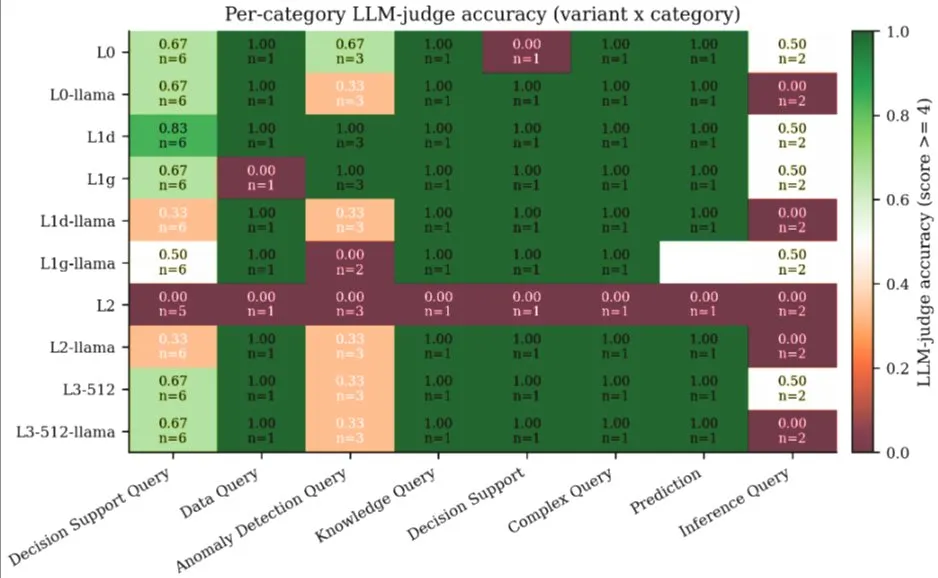 Per-category LLM-judge accuracy (variant x category)
L0
0.67 1.00 0.67 1.00 0.00 1.00 1.00 0.50
n=6 n=1 n=3 n=1 n=1 n=1 n=1 n=2
L0-llama
0.67 1.00 0.33 1.00 1.00 1.00 1.00 0.00
n=6 n=1 n=3 n=1 n=1 n=1 n=1 n=2
L1d
0.83 1.00 1.00 1.00 1.00 1.00 1.00 0.50
n=6 n=1 n=3 n=1 n=1 n=1 n=1 n=2
L1g
0.67 0.00 1.00 1.00 1.00 1.00 1.00 0.50
n=6 n=1 n=3 n=1 n=1 n=1 n=1 n=2
L1d-llama
0.33 1.00 0.33 1.00 1.00 1.00 1.00 0.00
n=6 n=1 n=3 n=1 n=1 n=1 n=1 n=2
L1g-llama
0.50 1.00 0.00 1.00 1.00 1.00 0.50
n=6 n=1 n=2 n=1 n=1 n=1 n=2
L2
0.00 0.00 0.00 0.00 0.00 0.00 0.00 0.00
n=5 n=1 n=3 n=1 n=1 n=1 n=1 n=2
L2-llama
0.33 1.00 0.33 1.00 1.00 1.00 1.00 0.00
n=6 n=1 n=3 n=1 n=1 n=1 n=1 n=2
L3-512
0.67 1.00 0.33 1.00 1.00 1.00 1.00 0.50
n=6 n=1 n=3 n=1 n=1 n=1 n=1 n=2
L3-512-llama
0.67 1.00 0.33 1.00 1.00 1.00 1.00 0.00
n=6 n=1 n=3 n=1 n=1 n=1 n=1 n=2
Decision Support Query
Data Query
Anomaly Detection Query
Knowledge Query
Decision Support
Complex Query
Prediction
Inference Query
1.0
0.8
0.6
0.4
0.2
0.0
LLM-judge accuracy (score >= 4)